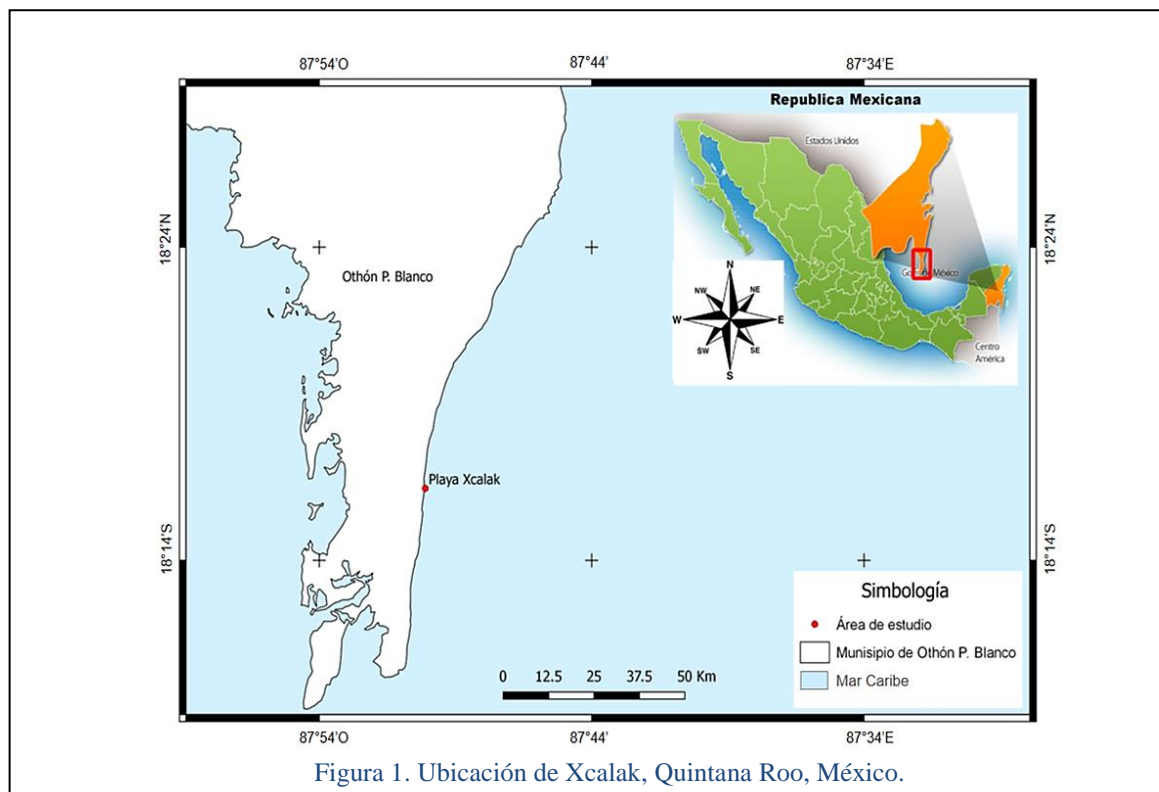 87°54'O
87°44'
87°34'E
Republica Mexicana
Estados Unidos
18°24'N
18°24'N
Othón P. Blanco
Golfo de México
N
NW
NE
W
E
SW
SE
S
Centro
América
Playa Xcalak
18°14'S
18°14'S
Simbología
Área de estudio
Munisipio de Othón P. Blanco
Mar Caribe
0 12.5 25 37.5 50 Km
87°54'O
87°44'
87°34'E
Figura 1. Ubicación de Xcalak, Quintana Roo, México.